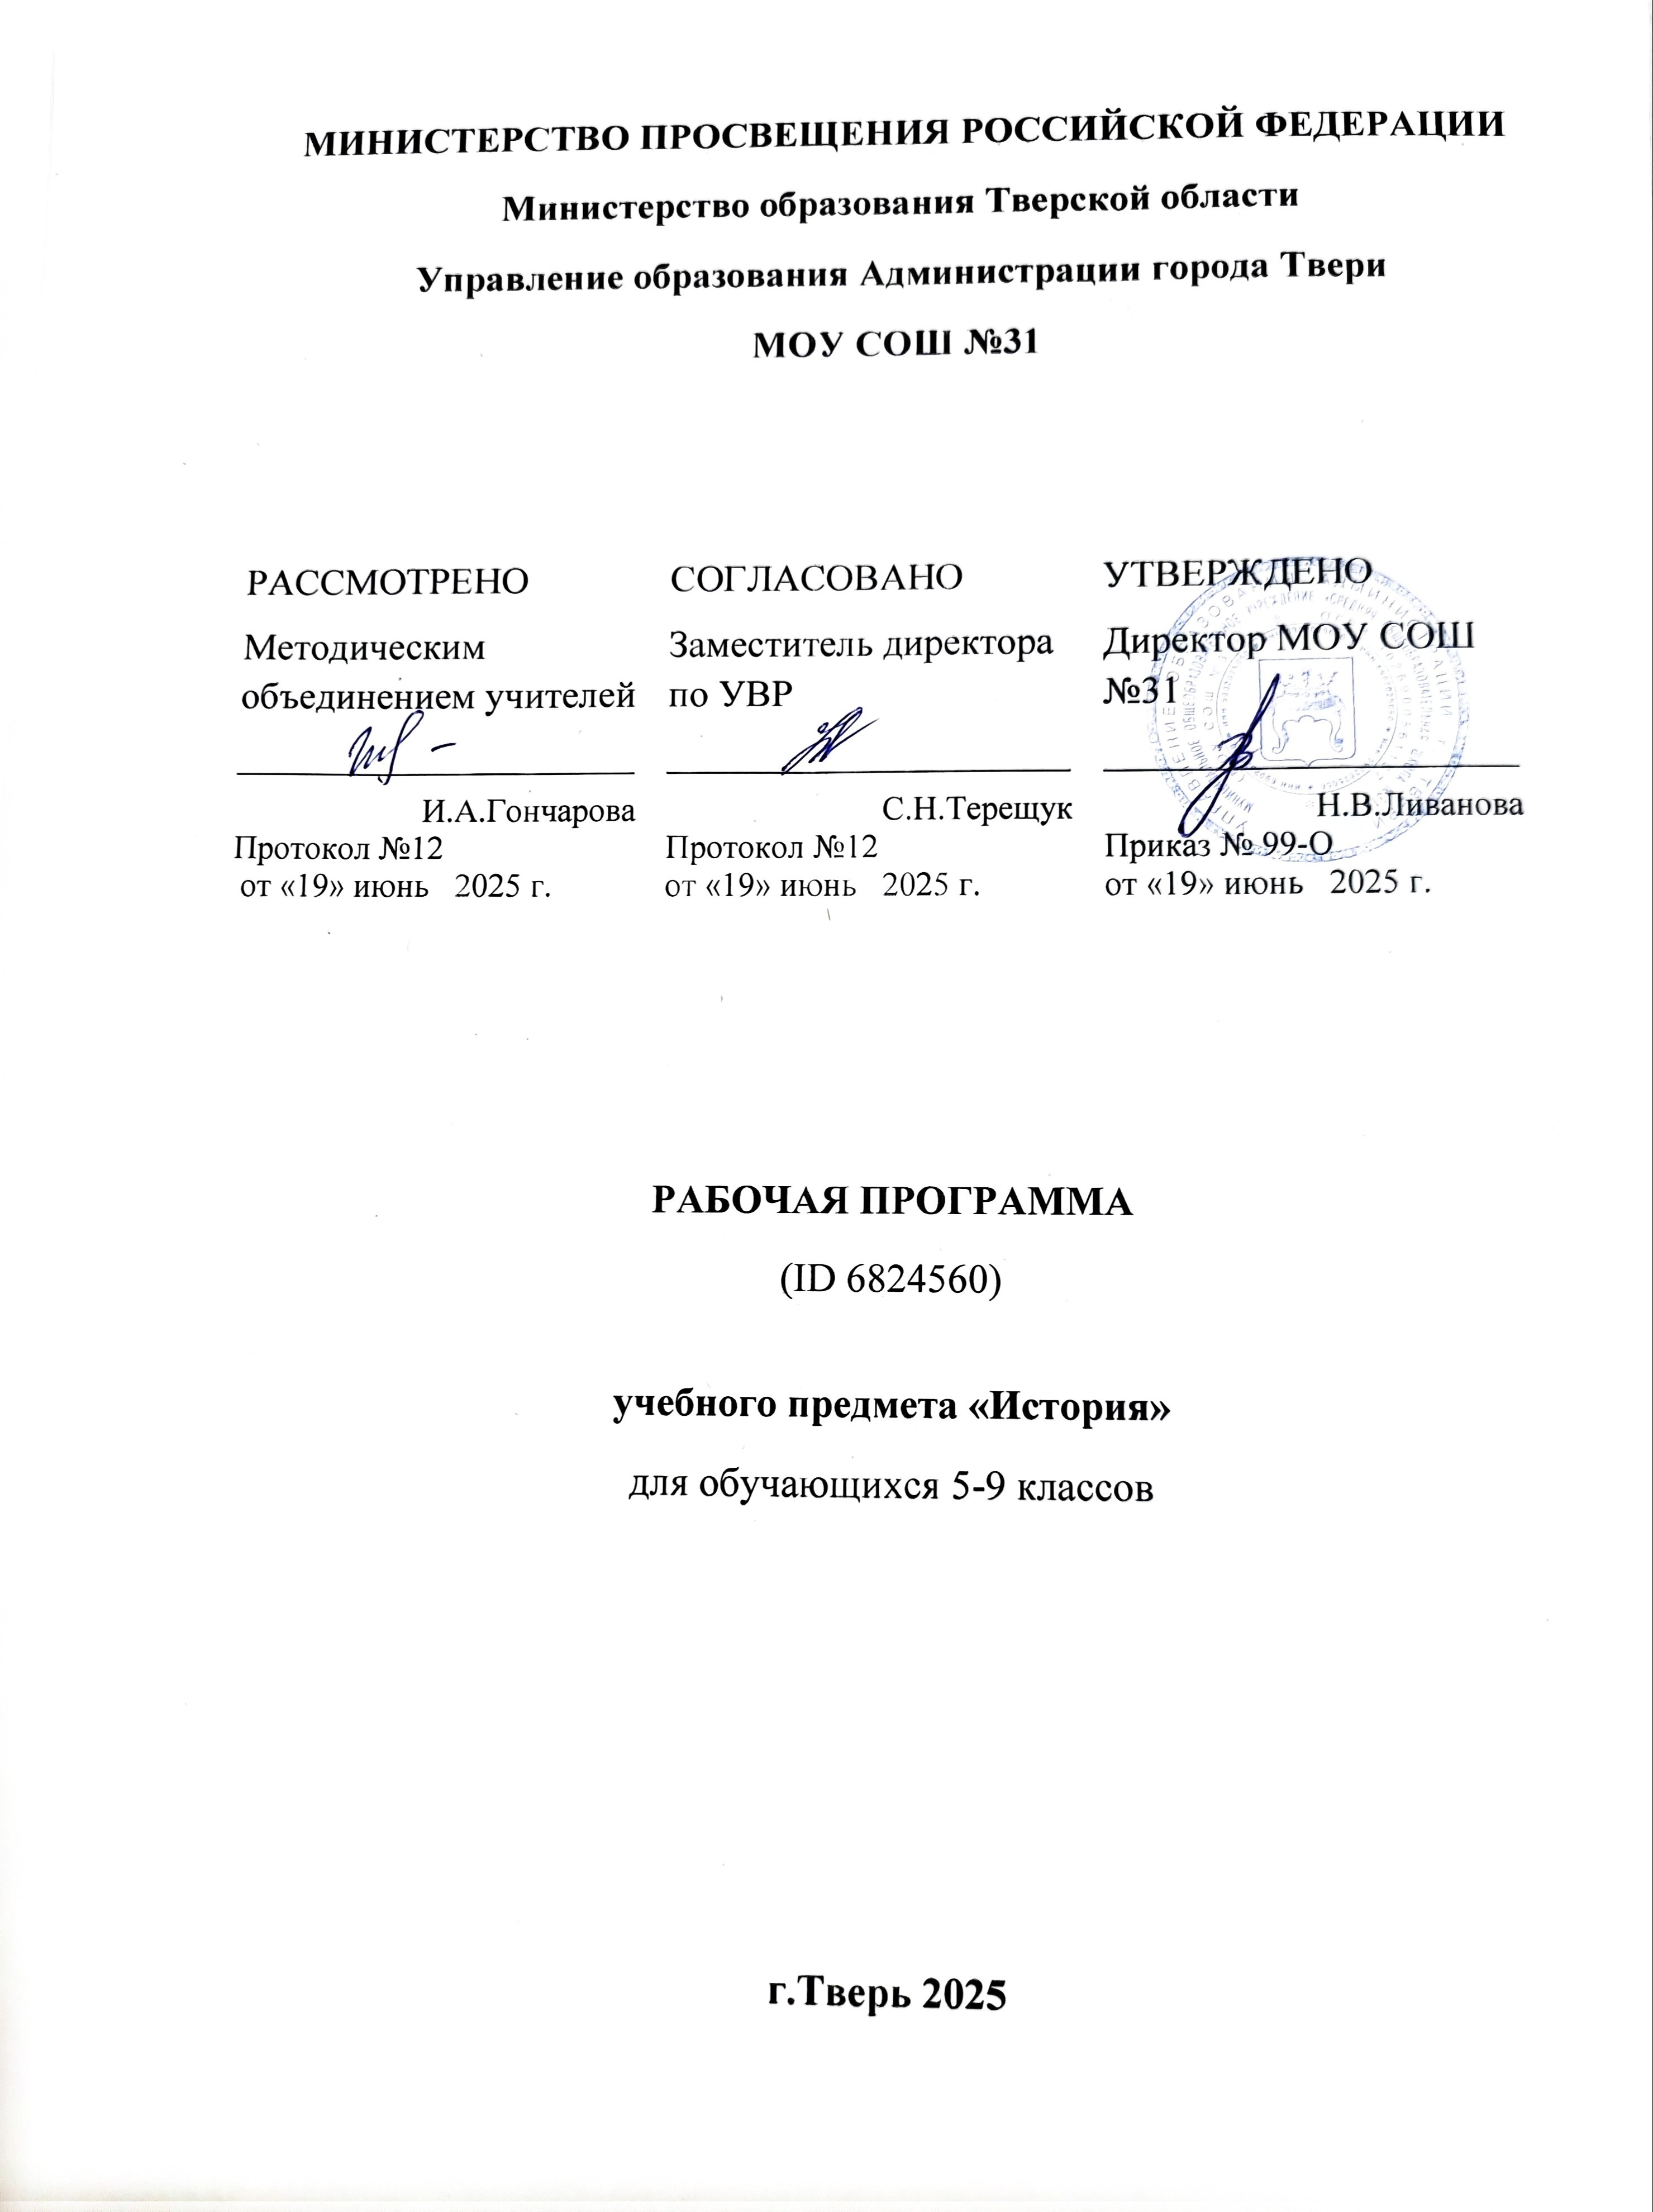 МИНИСТЕРСТВО ПРОСВЕЩЕНИЯ РОССИЙСКОЙ ФЕДЕРАЦИИ
Министерство образования Тверской области
Управление образования Администрации города Твери
МОУ СОШ №31
РАССМОТРЕНО
Методическим
объединением учителей
И.А.Гончарова
Протокол №12
от «19» июнь 2025 г.
СОГЛАСОВАНО
Заместитель директора
по УВР
С.Н.Терещук
Протокол №12
от «19» июнь 2025 г.
УТВЕРЖДЕНО
Директор МОУ СОШ
№31
Н.В.Ливанова
Приказ № 99-О
от «19» июнь 2025 г.
РАБОЧАЯ ПРОГРАММА
(ID 6824560)
учебного предмета «История»
для обучающихся 5-9 классов
г.Тверь 2025